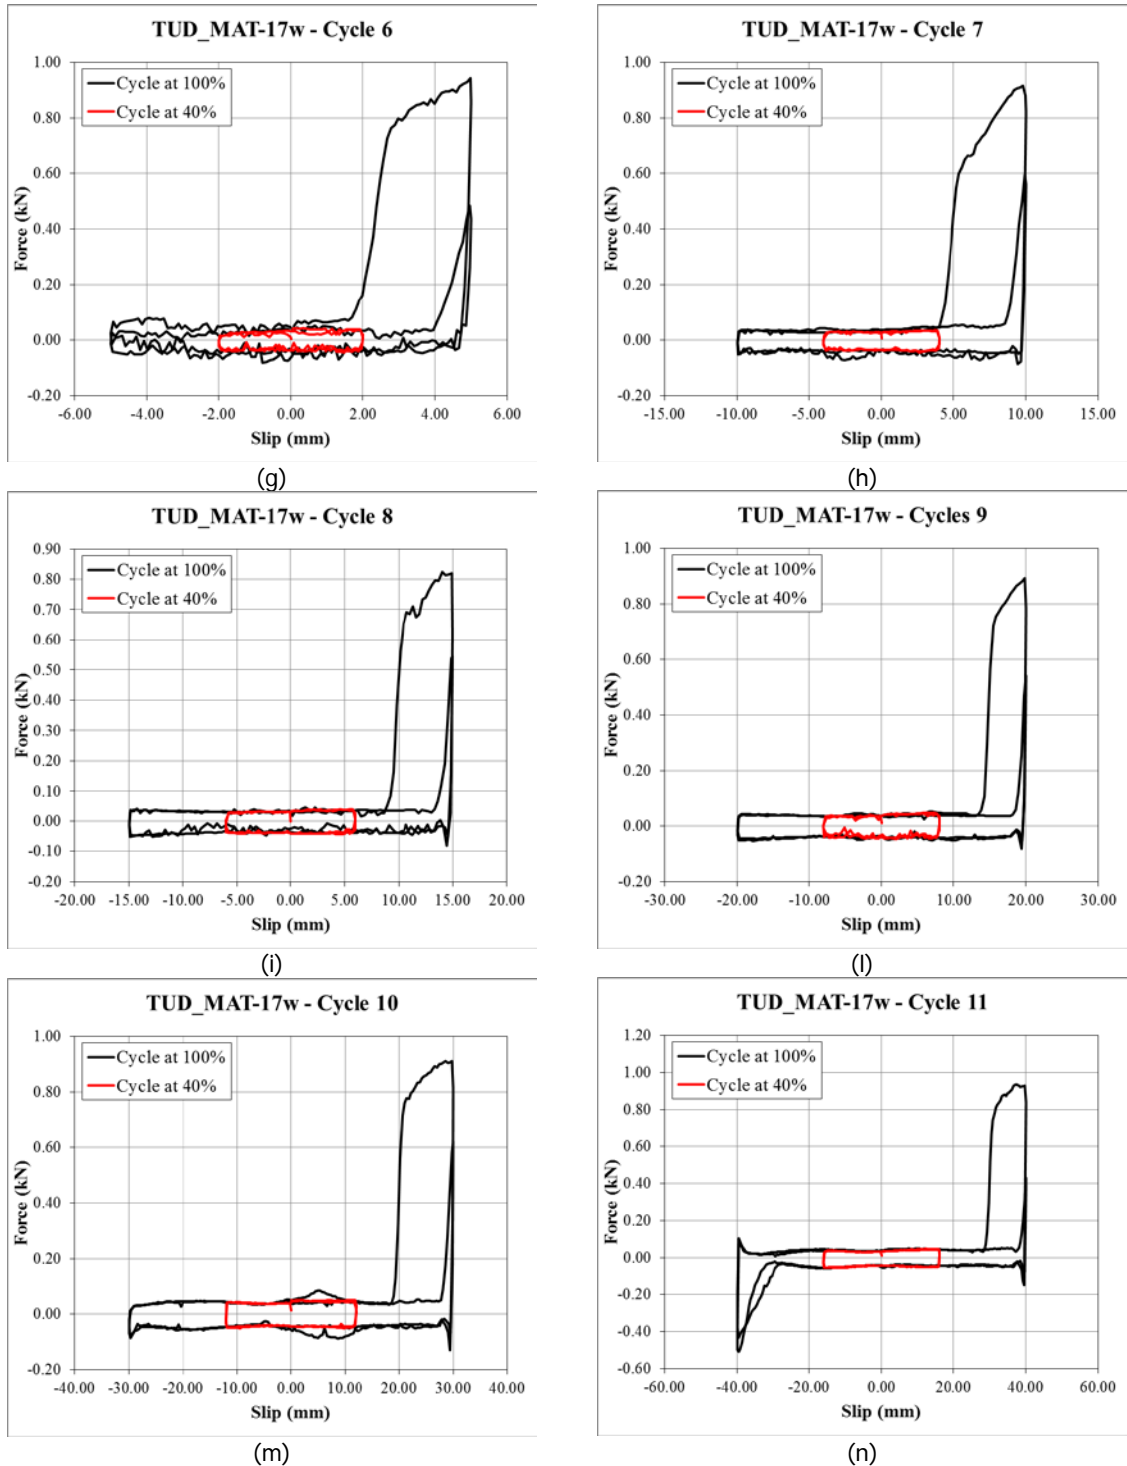 TUD_MAT-17w - Cycle 6
Cycle at 100%
Cycle at 40%
Force (kN)
1.00
0.80
0.60
0.40
0.20
0.00
-0.20
-6.00 -4.00 -2.00 0.00 2.00 4.00 6.00
Slip (mm)
(g)
TUD_MAT-17w - Cycle 7
Cycle at 100%
Cycle at 40%
Force (kN)
1.00
0.80
0.60
0.40
0.20
0.00
-0.20
-15.00 -10.00 -5.00 0.00 5.00 10.00 15.00
Slip (mm)
(h)
TUD_MAT-17w - Cycle 8
Cycle at 100%
Cycle at 40%
Force (kN)
0.90
0.80
0.70
0.60
0.50
0.40
0.30
0.20
0.10
0.00
-0.10
-0.20
-20.00 -15.00 -10.00 -5.00 0.00 5.00 10.00 15.00 20.00
Slip (mm)
(i)
TUD_MAT-17w - Cycles 9
Cycle at 100%
Cycle at 40%
Force (kN)
1.00
0.80
0.60
0.40
0.20
0.00
-0.20
-30.00 -20.00 -10.00 0.00 10.00 20.00 30.00
Slip (mm)
(l)
TUD_MAT-17w - Cycle 10
Cycle at 100%
Cycle at 40%
Force (kN)
1.00
0.80
0.60
0.40
0.20
0.00
-0.20
-40.00 -30.00 -20.00 -10.00 0.00 10.00 20.00 30.00 40.00
Slip (mm)
(m)
TUD_MAT-17w - Cycle 11
Cycle at 100%
Cycle at 40%
Force (kN)
1.20
1.00
0.80
0.60
0.40
0.20
0.00
-0.20
-0.40
-0.60
-60.00 -40.00 -20.00 0.00 20.00 40.00 60.00
Slip (mm)
(n)